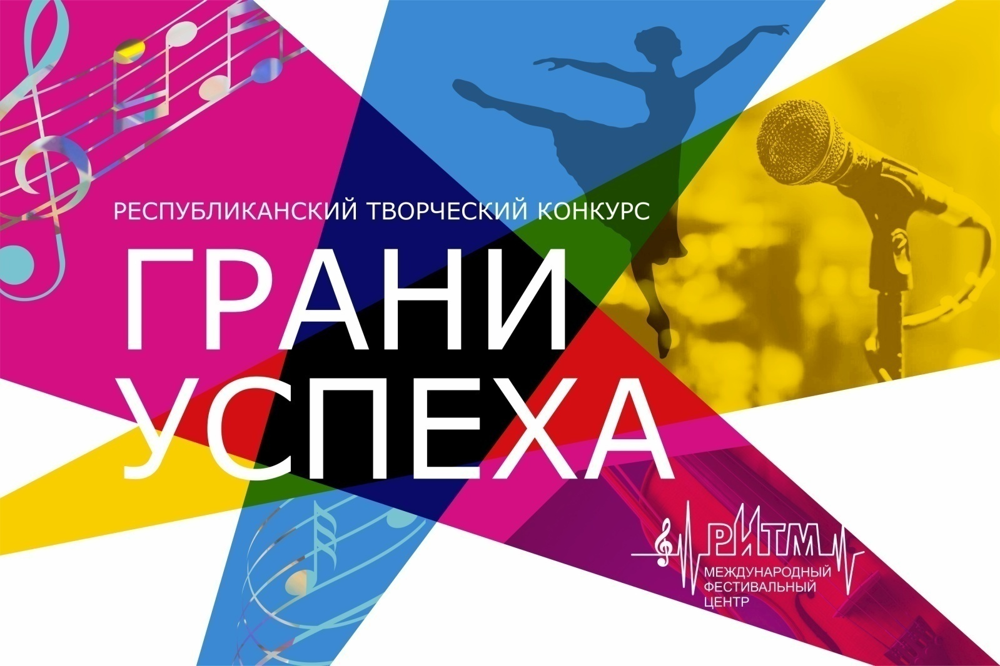 РЕСПУБЛИКАНСКИЙ ТВОРЧЕСКИЙ КОНКУРС
ГРАНИ
УСПЕХА
РИТМ
МЕЖДУНАРОДНЫЙ
ФЕСТИВАЛЬНЫЙ
ЦЕНТР